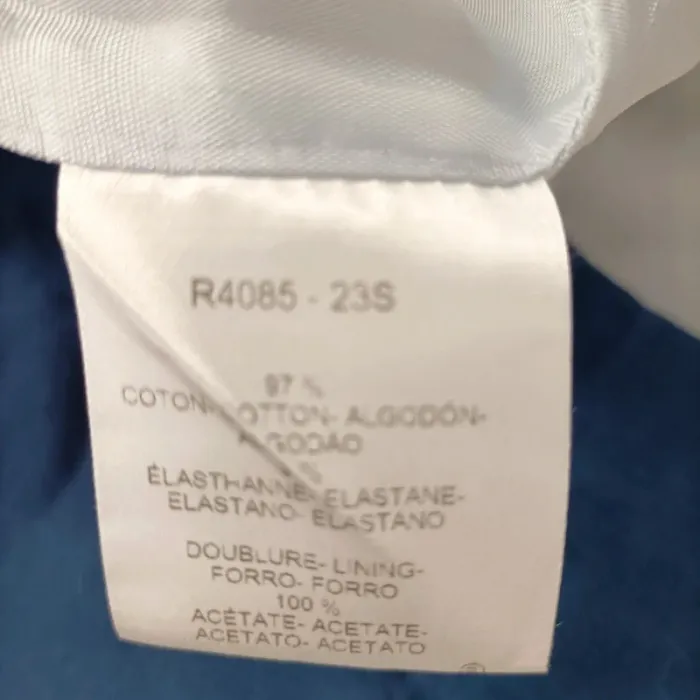 R4085 - 23S
97 %
COTON- COTTON- ALGODÓN-
ALGODAO
%
ÉLASTHANNE- ELASTANE-
ELASTANO- ELASTANO
DOUBLURE- LINING-
FORRO- FORRO
100 %
ACÉTATE- ACETATE-
ACETATO- ACETATO